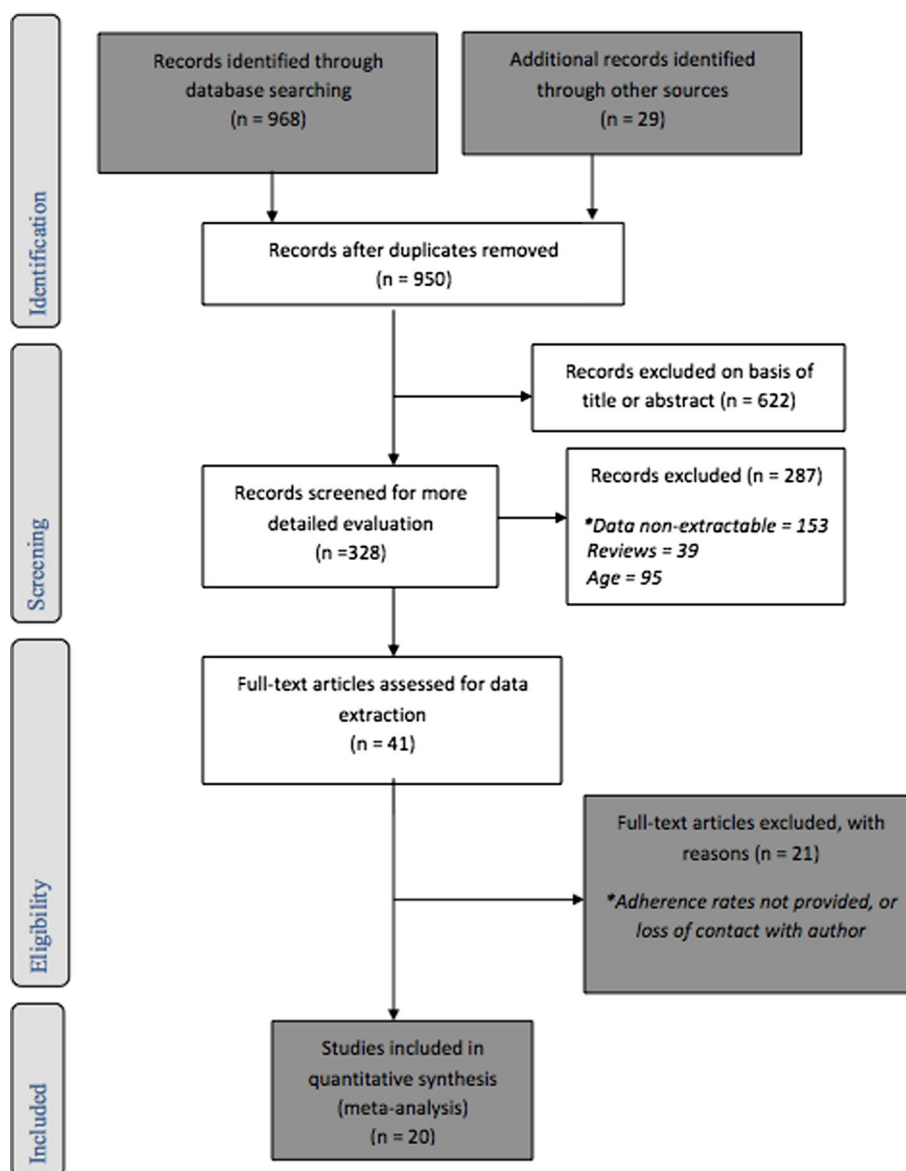 Identification
Records identified through
database searching
(n = 968)
Additional records identified
through other sources
(n = 29)
Records after duplicates removed
(n = 950)
Screening
Records excluded on basis of
title or abstract (n = 622)
Records screened for more
detailed evaluation
(n =328)
Records excluded (n = 287)
*Data non-extractable = 153
Reviews = 39
Age = 95
Eligibility
Full-text articles assessed for data
extraction
(n = 41)
Full-text articles excluded, with
reasons (n = 21)
*Adherence rates not provided, or
loss of contact with author
Included
Studies included in
quantitative synthesis
(meta-analysis)
(n = 20)